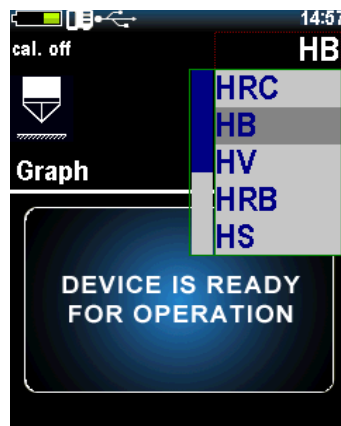 14:57
cal. off
HB
HRC
HB
HV
Graph
HRB
HS
DEVICE IS READY
FOR OPERATION